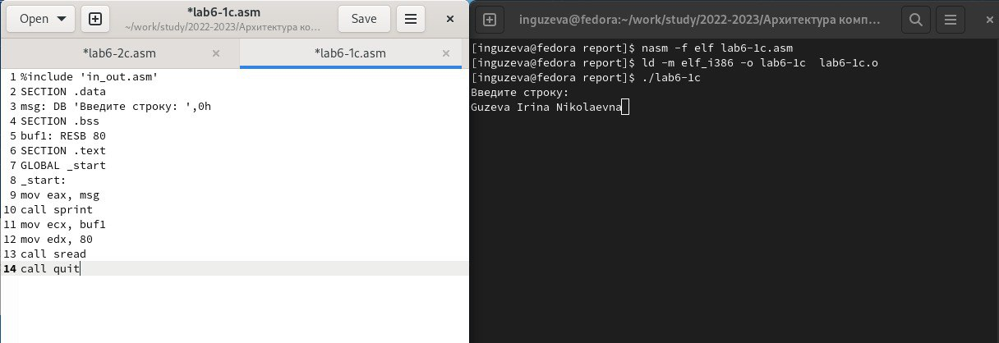 Open
*lab6-1c.asm
~/work/study/2022-2023/Архитектура ко…
Save
*lab6-2c.asm
*lab6-1c.asm
1 %include 'in_out.asm'
2 SECTION .data
3 msg: DB 'Введите строку: ',0h
4 SECTION .bss
5 buf1: RESB 80
6 SECTION .text
7 GLOBAL _start
8 _start:
9 mov eax, msg
10 call sprint
11 mov ecx, buf1
12 mov edx, 80
13 call sread
14 call quit
inguzeva@fedora:~/work/study/2022-2023/Архитектура комп…
[inguzeva@fedora report]$ nasm -f elf lab6-1c.asm
[inguzeva@fedora report]$ ld -m elf_i386 -o lab6-1c  lab6-1c.o
[inguzeva@fedora report]$ ./lab6-1c
Введите строку:
Guzeva Irina Nikolaevna